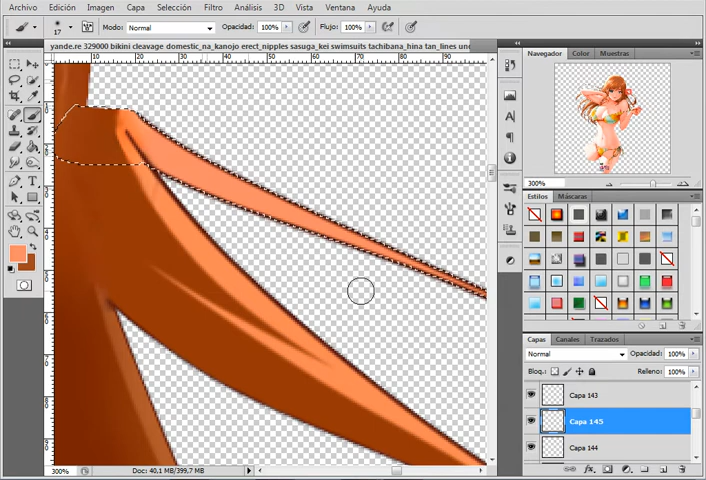 Archivo Edición Imagen Capa Selección Filtro Análisis 3D Vista Ventana Ayuda
17 Modo: Normal Opacidad: 100% Flujo: 100%
yande.re 329000 bikini cleavage domestic_na_kanojo erect_nipples sasuga_kei swimsuits tachibana_hina tan_lines und
Navegador Color Muestras
300%
Estilos Máscaras
Capas Canales Trazados
Normal Opacidad: 100%
Bloq.: Relleno: 100%
Capa 143
Capa 145
Capa 144
300% Doc: 40,1 MB/399,7 MB